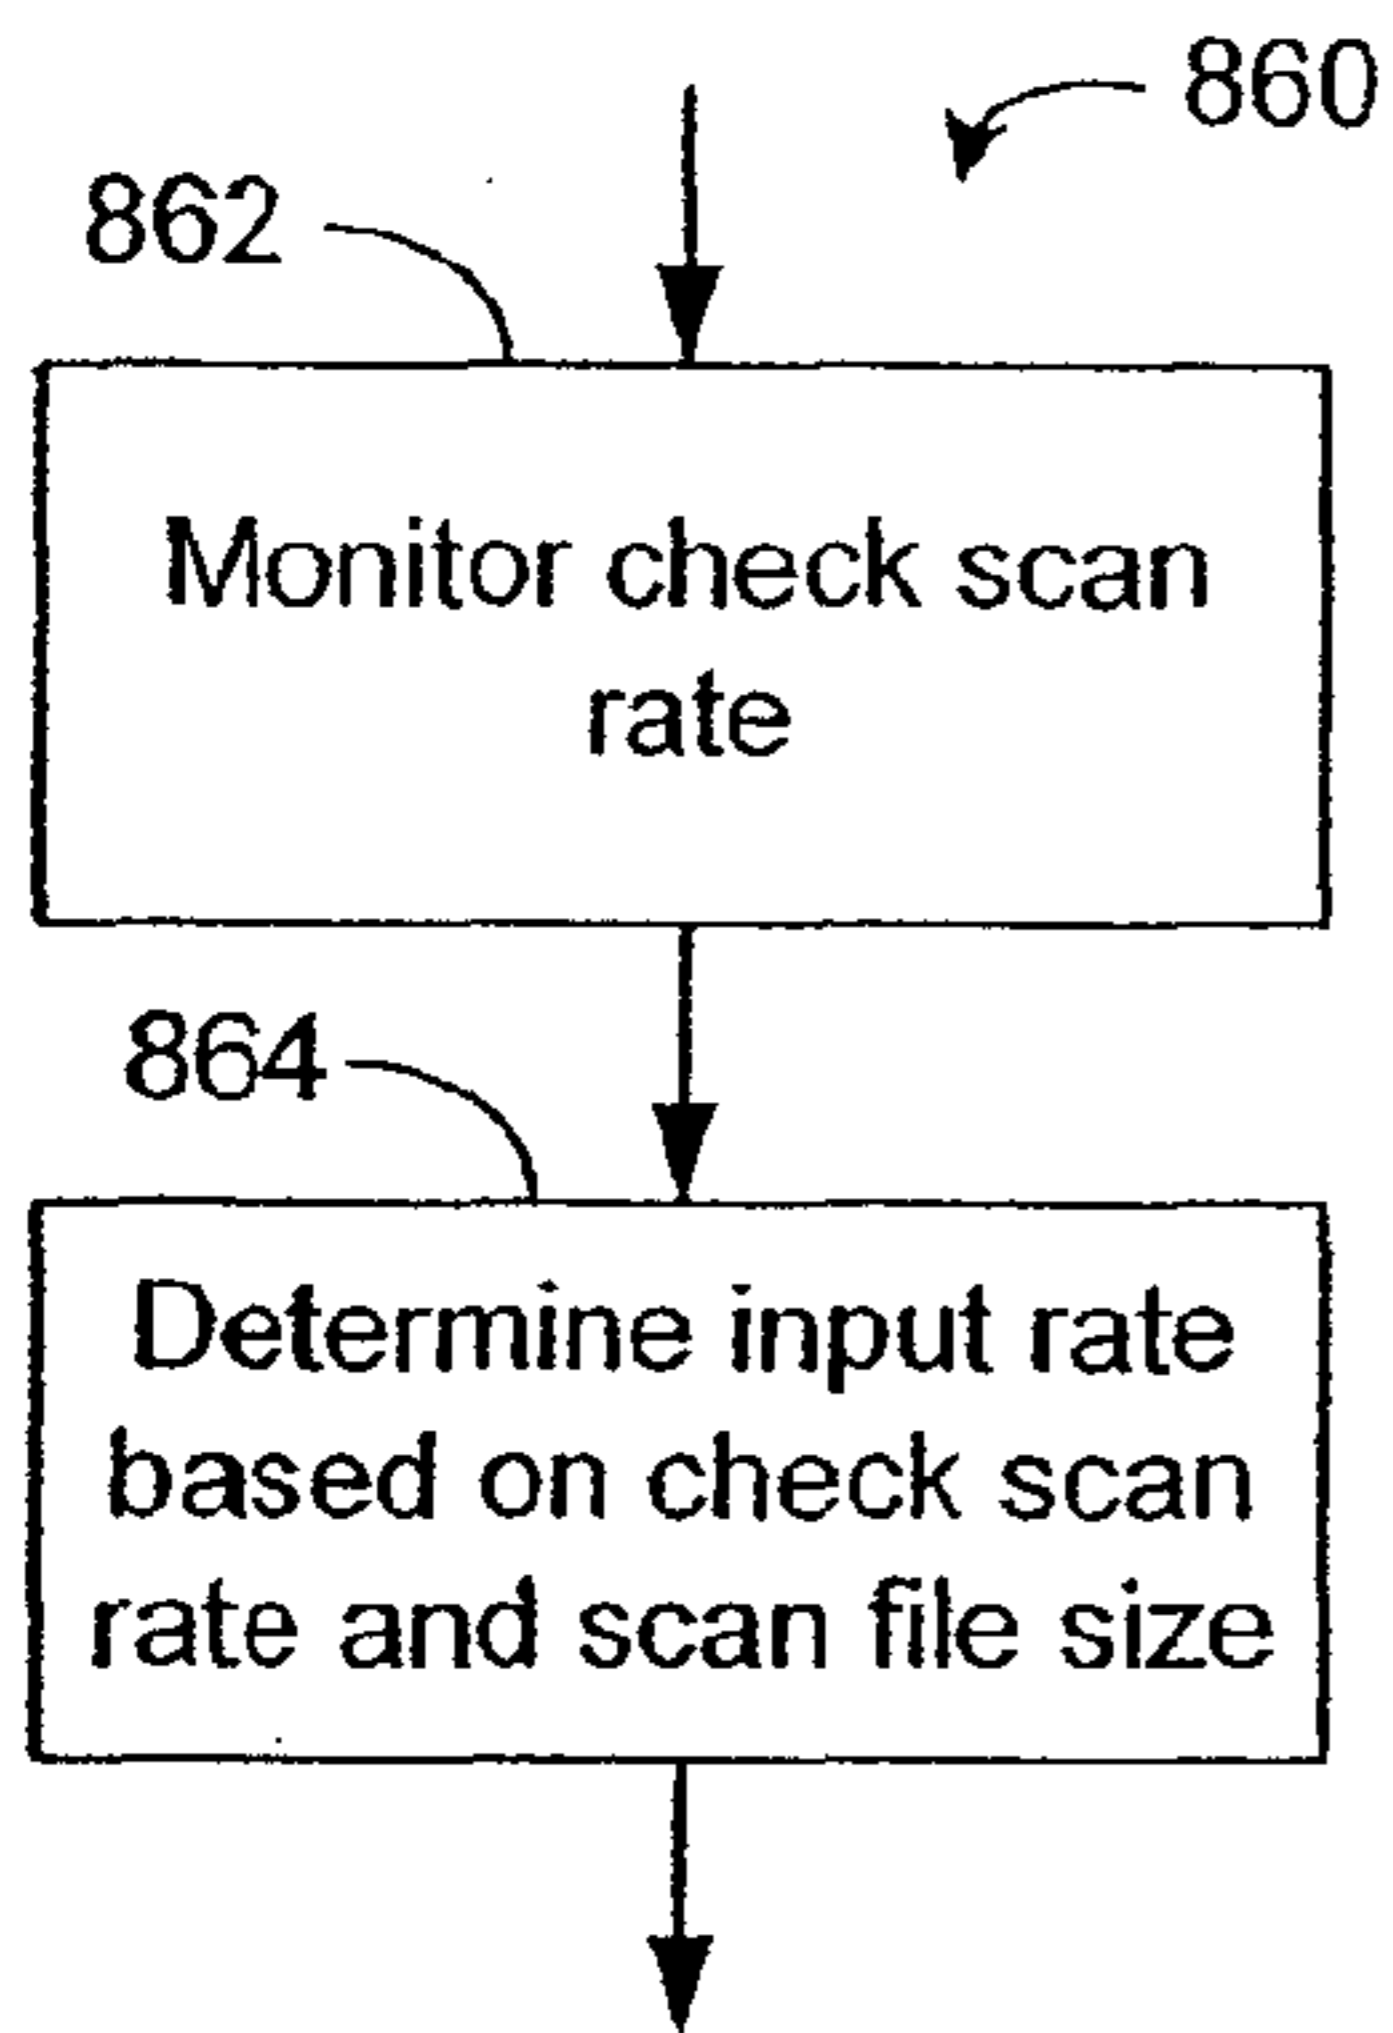 860
862
Monitor check scan
rate
864
Determine input rate
based on check scan
rate and scan file size